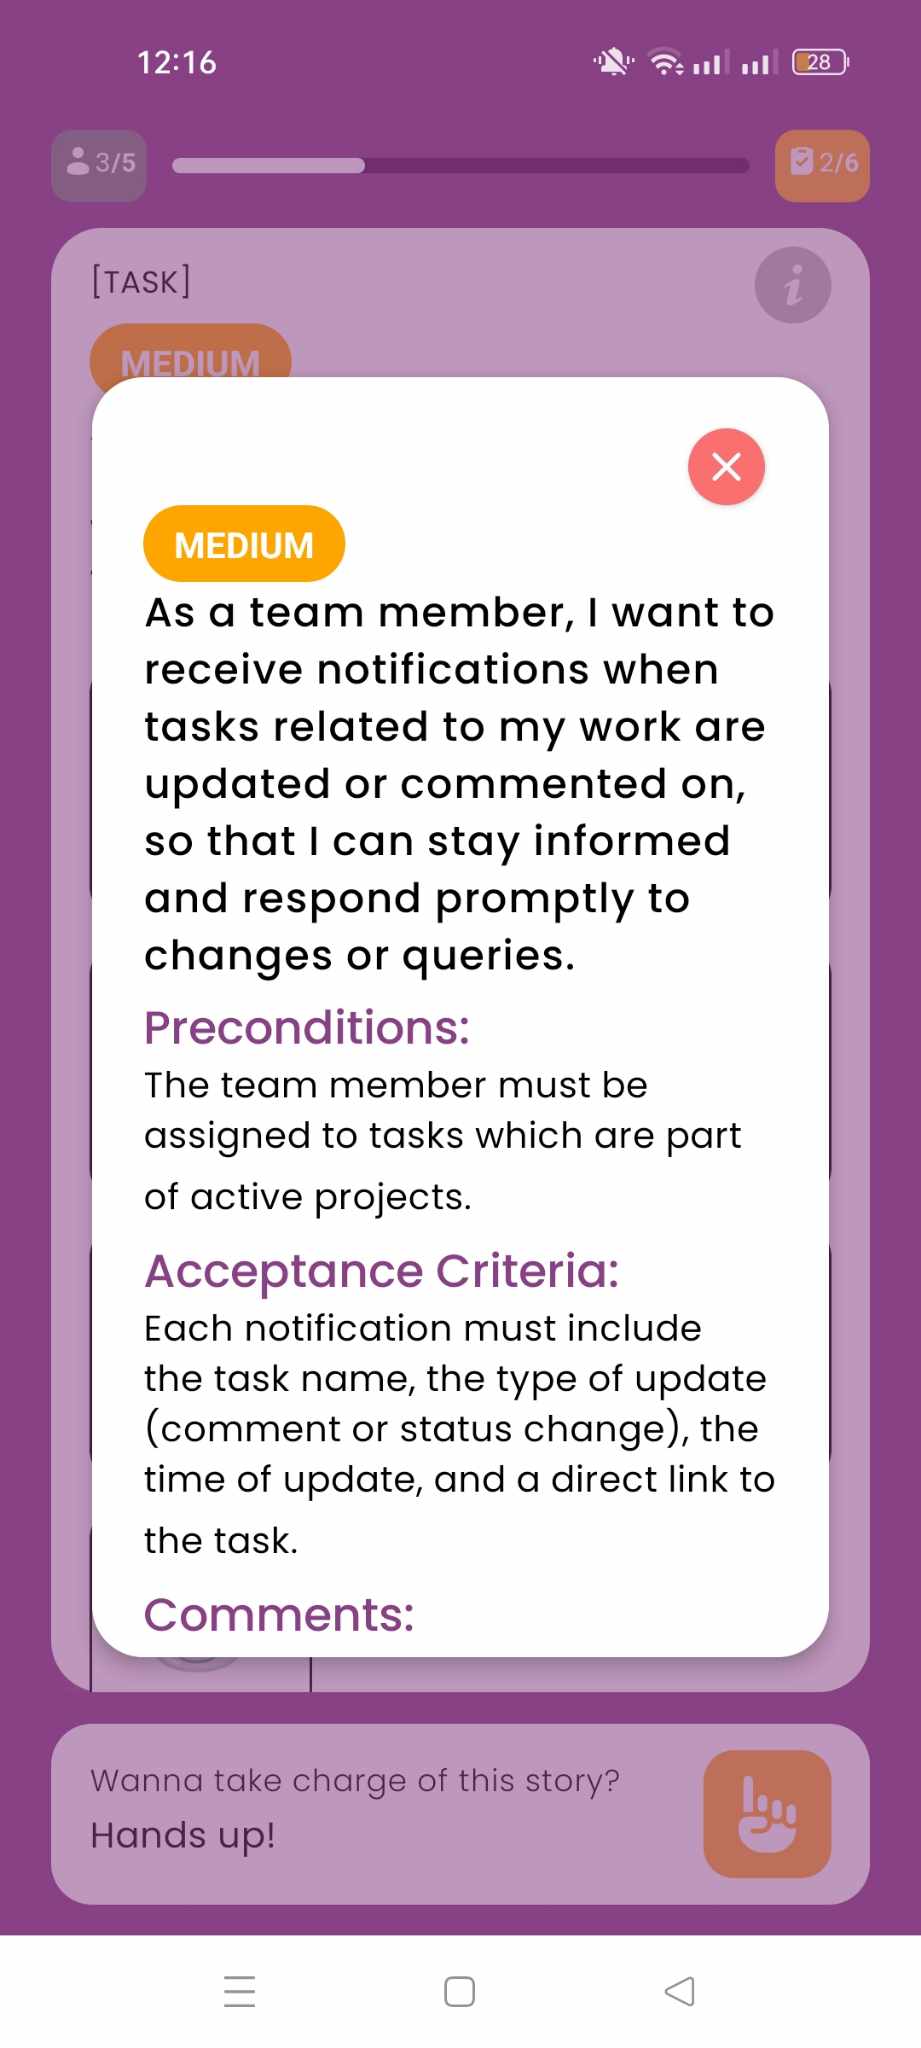 12:16
28
3/5
2/6
[TASK]
MEDIUM
MEDIUM
As a team member, I want to
receive notifications when
tasks related to my work are
updated or commented on,
so that I can stay informed
and respond promptly to
changes or queries.
Preconditions:
The team member must be
assigned to tasks which are part
of active projects.
Acceptance Criteria:
Each notification must include
the task name, the type of update
(comment or status change), the
time of update, and a direct link to
the task.
Comments:
Wanna take charge of this story?
Hands up!